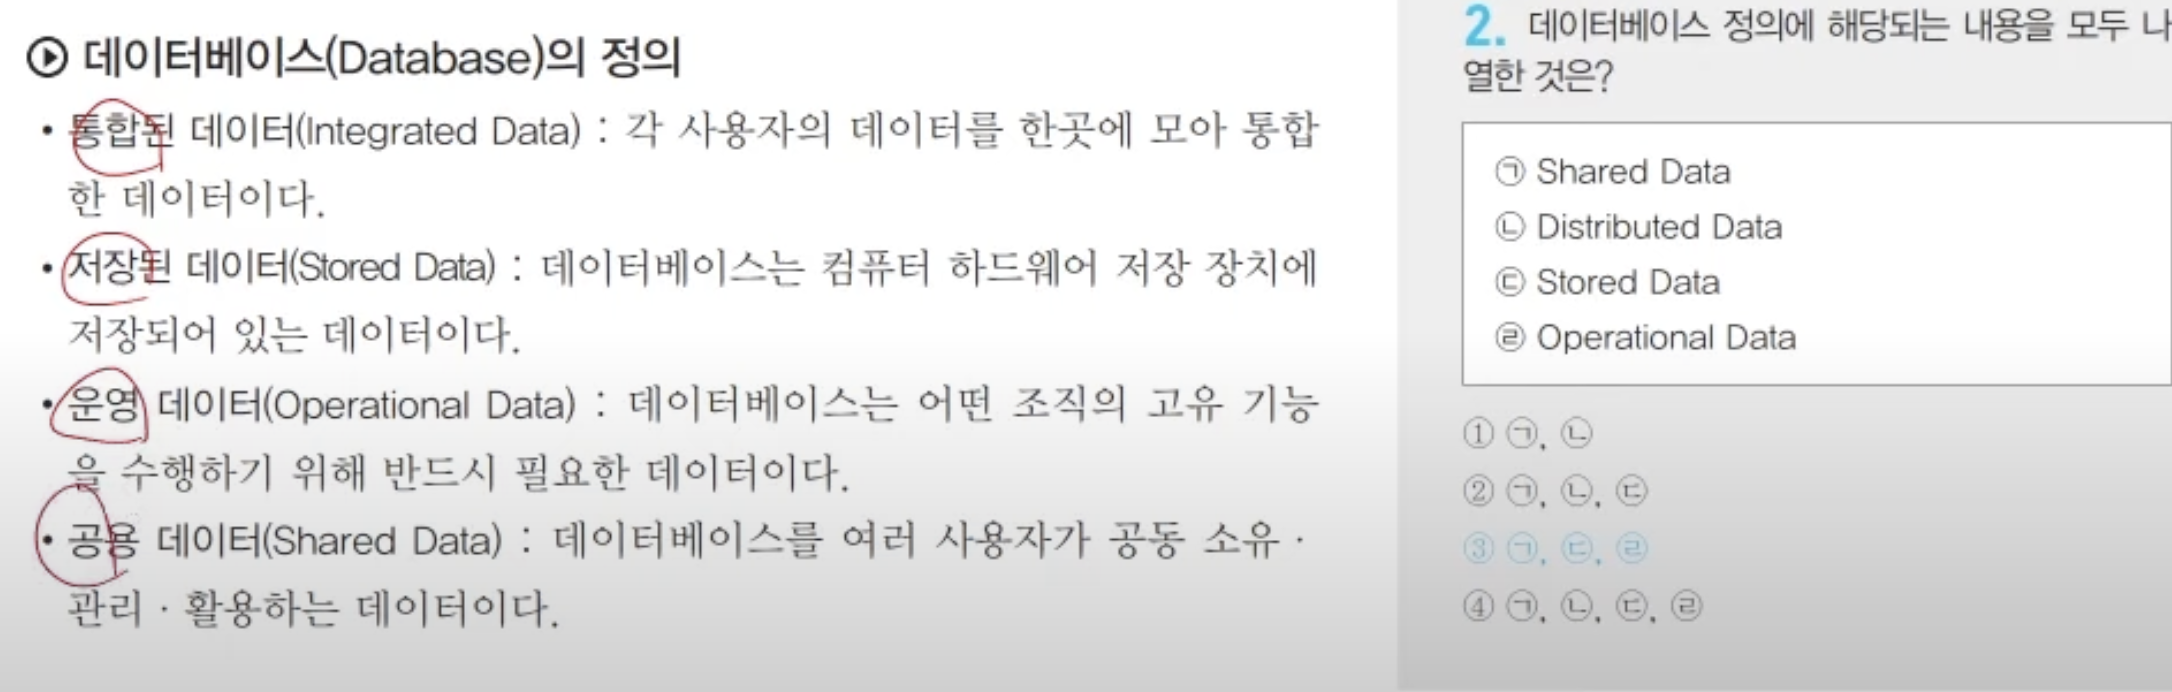 데이터베이스(Database)의 정의
• 통합된 데이터(Integrated Data) : 각 사용자의 데이터를 한곳에 모아 통합
한 데이터이다.
• 저장된 데이터(Stored Data) : 데이터베이스는 컴퓨터 하드웨어 저장 장치에
저장되어 있는 데이터이다.
• 운영 데이터(Operational Data) : 데이터베이스는 어떤 조직의 고유 기능
을 수행하기 위해 반드시 필요한 데이터이다.
• 공용 데이터(Shared Data) : 데이터베이스를 여러 사용자가 공동 소유 ·
관리 · 활용하는 데이터이다.
2. 데이터베이스 정의에 해당되는 내용을 모두 나
열한 것은?
㉠ Shared Data
㉡ Distributed Data
㉢ Stored Data
㉣ Operational Data
① ㉠, ㉡
② ㉠, ㉡, ㉢
③ ㉠, ㉢, ㉣
④ ㉠, ㉡, ㉢, ㉣